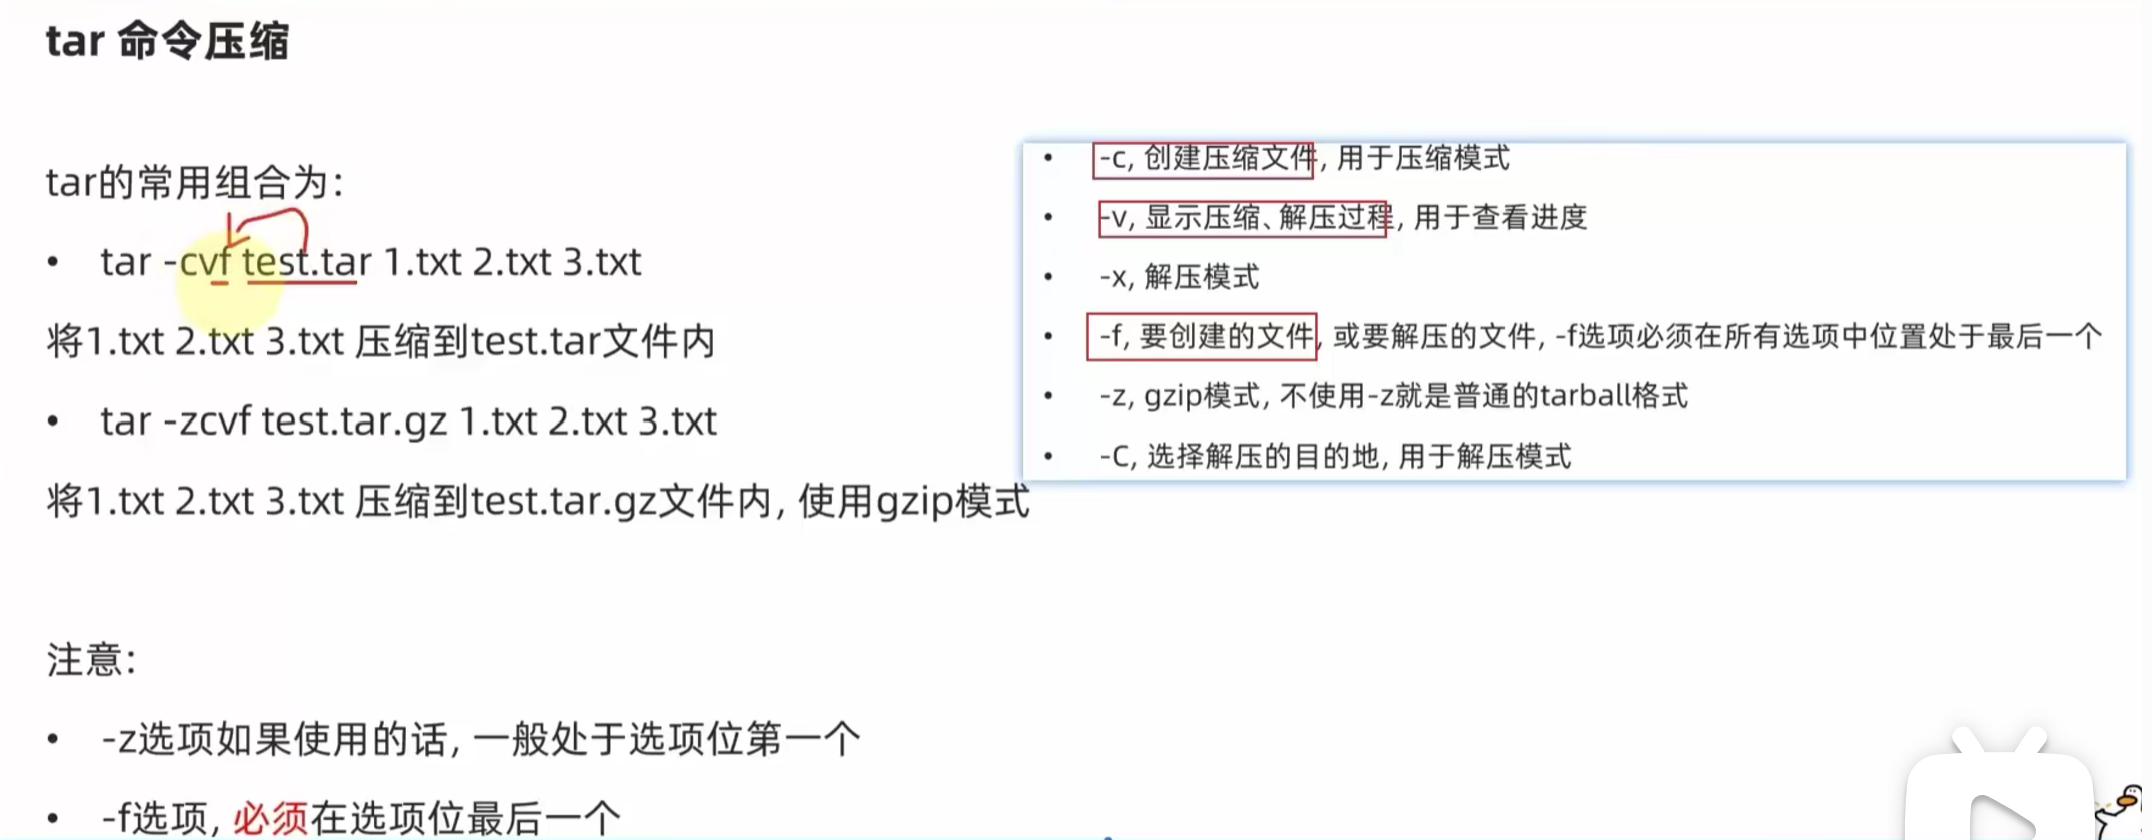 tar 命令压缩
tar的常用组合为：
• tar -cvf test.tar 1.txt 2.txt 3.txt
将1.txt 2.txt 3.txt 压缩到test.tar文件内
• tar -zcvf test.tar.gz 1.txt 2.txt 3.txt
将1.txt 2.txt 3.txt 压缩到test.tar.gz文件内, 使用gzip模式
• -c, 创建压缩文件, 用于压缩模式
• -v, 显示压缩、解压过程, 用于查看进度
• -x, 解压模式
• -f, 要创建的文件, 或要解压的文件, -f选项必须在所有选项中位置处于最后一个
• -z, gzip模式, 不使用-z就是普通的tarball格式
• -C, 选择解压的目的地, 用于解压模式
注意：
• -z选项如果使用的话, 一般处于选项位第一个
• -f选项, 必须在选项位最后一个